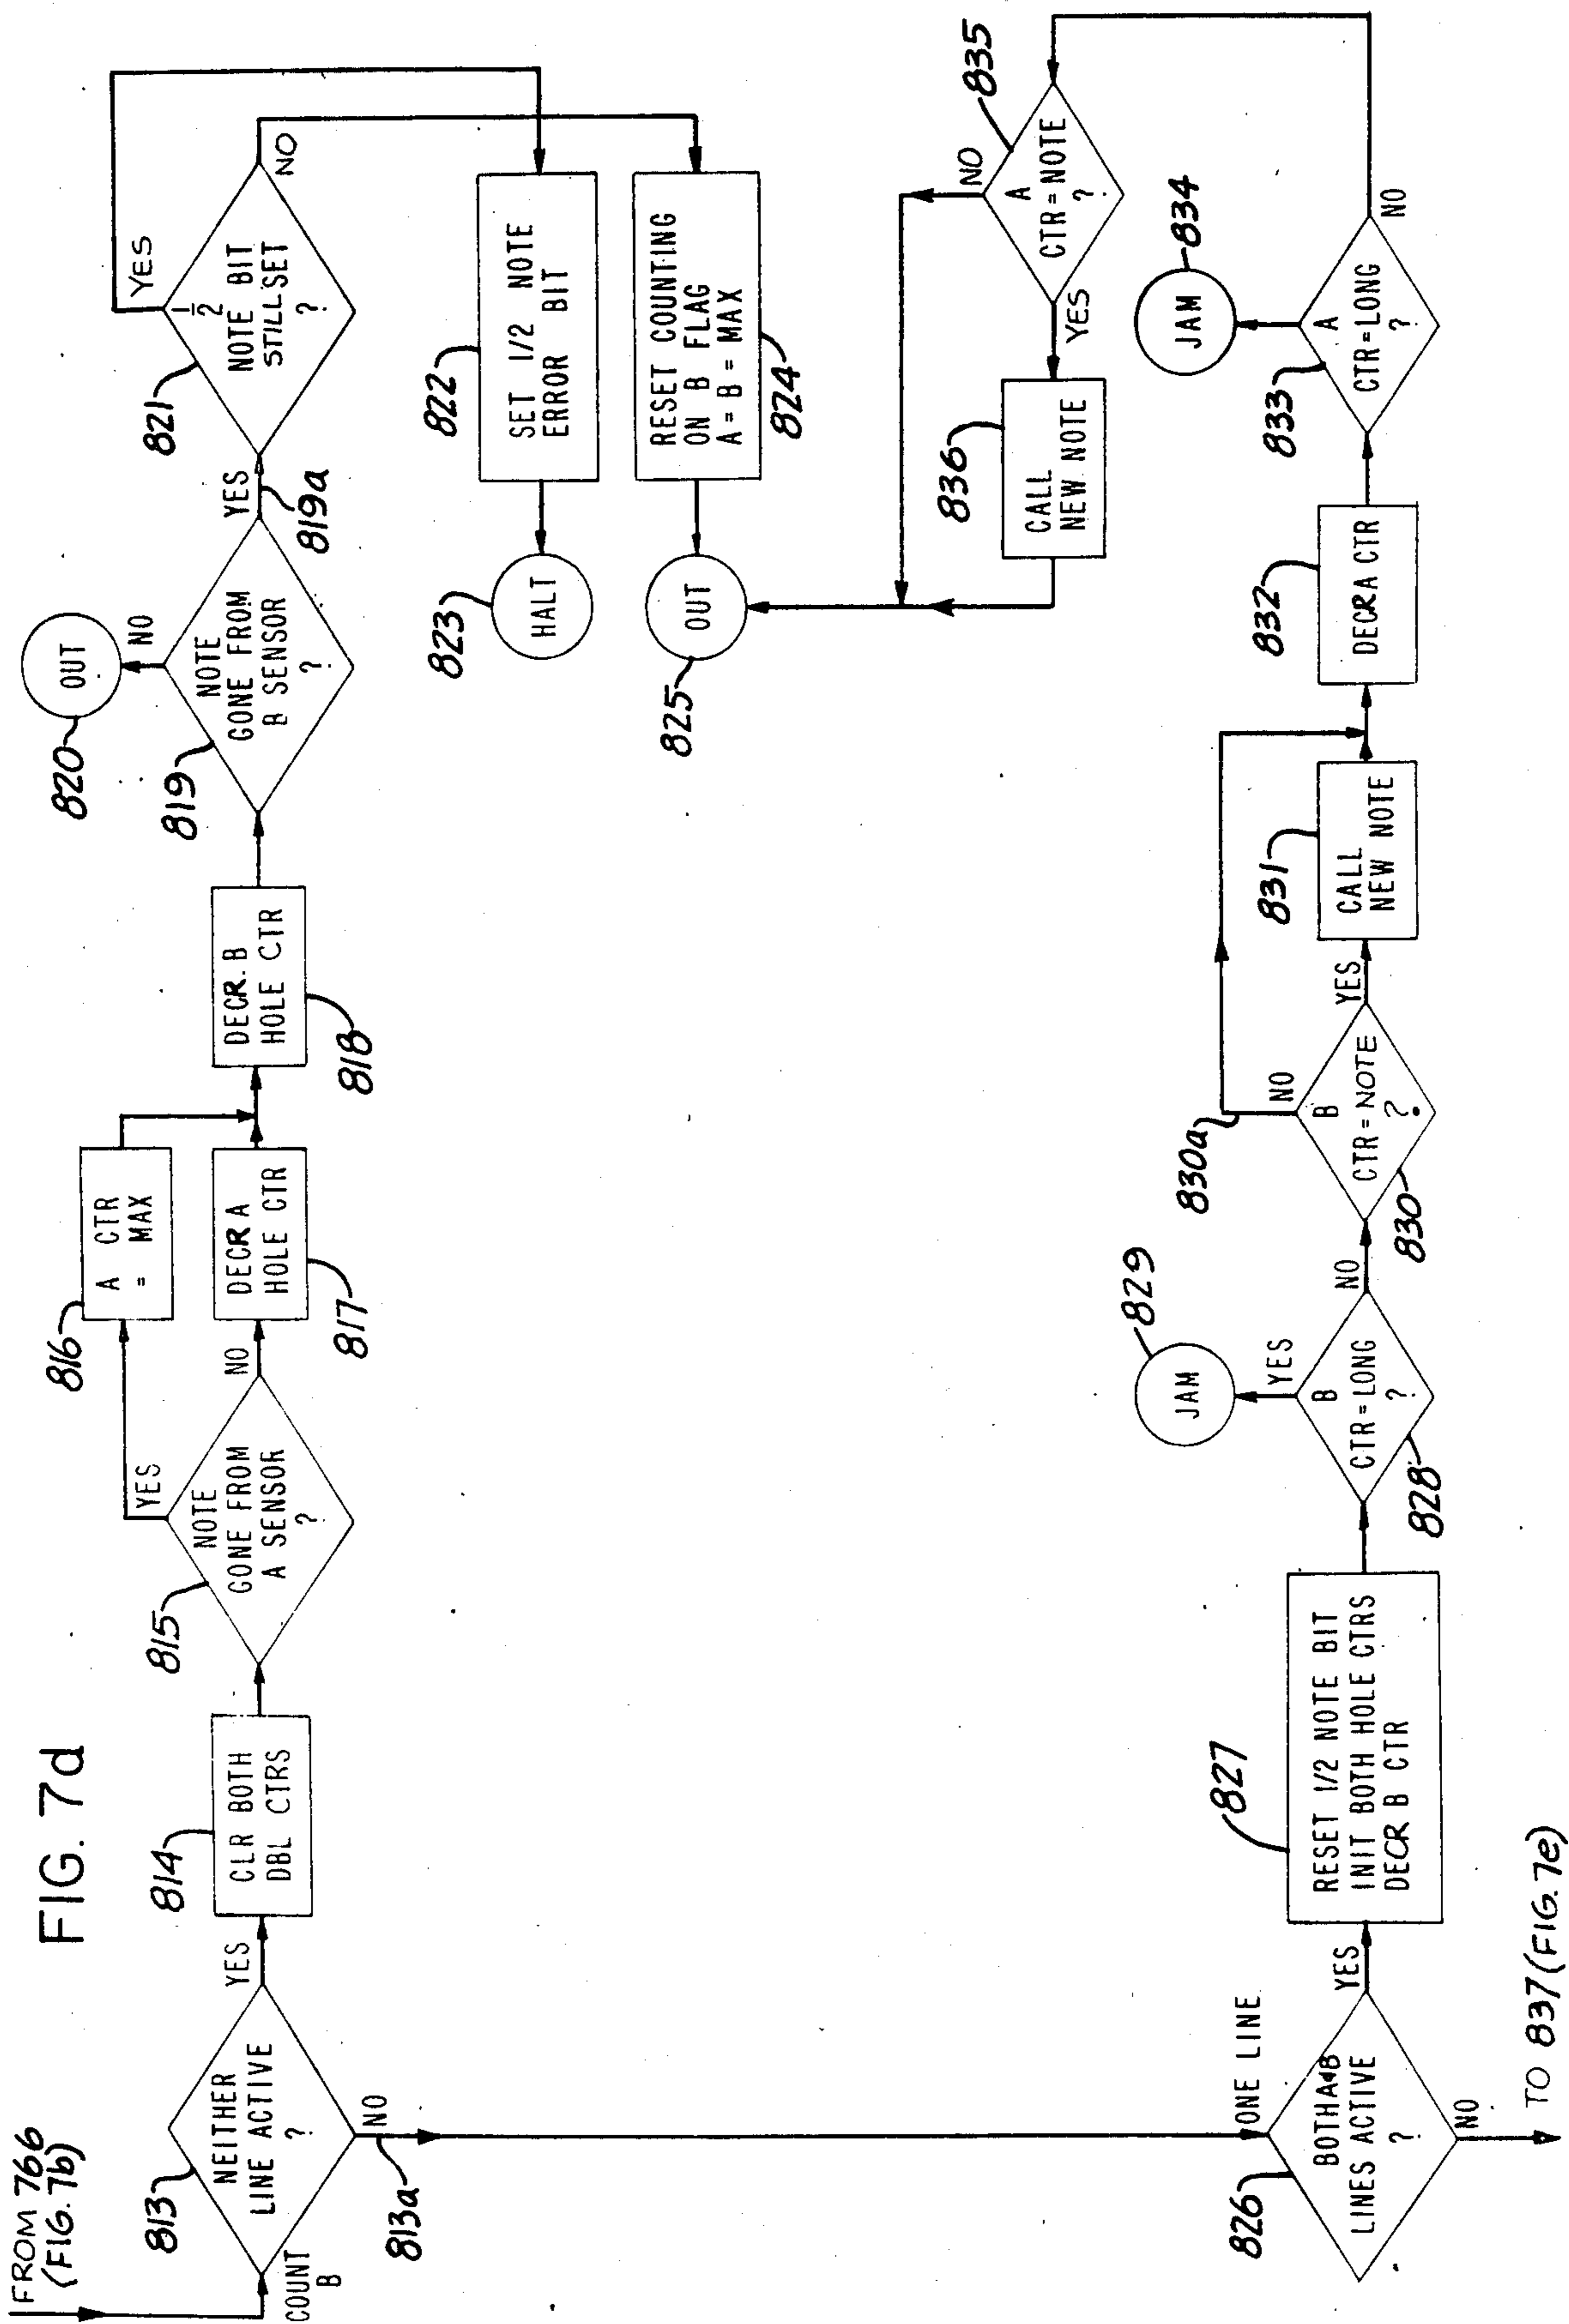 FIG. 7d
FROM 766
(FIG. 7b)
COUNT
B
813
NEITHER
LINE ACTIVE
?
YES
NO
813a
814
CLR BOTH
DBL CTRS
815
NOTE
GONE FROM
A SENSOR
?
YES
NO
816
A CTR
= MAX
817
DECR A
HOLE CTR
818
DECR. B
HOLE CTR
819
NOTE
GONE FROM
B SENSOR
?
NO
820
OUT
YES
819a
821
1/2
NOTE BIT
STILL SET
?
YES
NO
822
SET 1/2 NOTE
ERROR BIT
823
HALT
824
RESET COUNTING
ON B FLAG
A = B = MAX
825
OUT
826
ONE LINE
BOTH A&B
LINES ACTIVE
?
YES
NO
TO 837 (FIG. 7e)
827
RESET 1/2 NOTE BIT
INIT BOTH HOLE CTRS
DECR B CTR
828
B
CTR = LONG
?
YES
NO
829
JAM
830
B
CTR = NOTE
?
NO
830a
YES
831
CALL
NEW NOTE
832
DECR A CTR
833
A
CTR = LONG
?
834
JAM
NO
835
A
CTR = NOTE
?
NO
YES
836
CALL
NEW NOTE